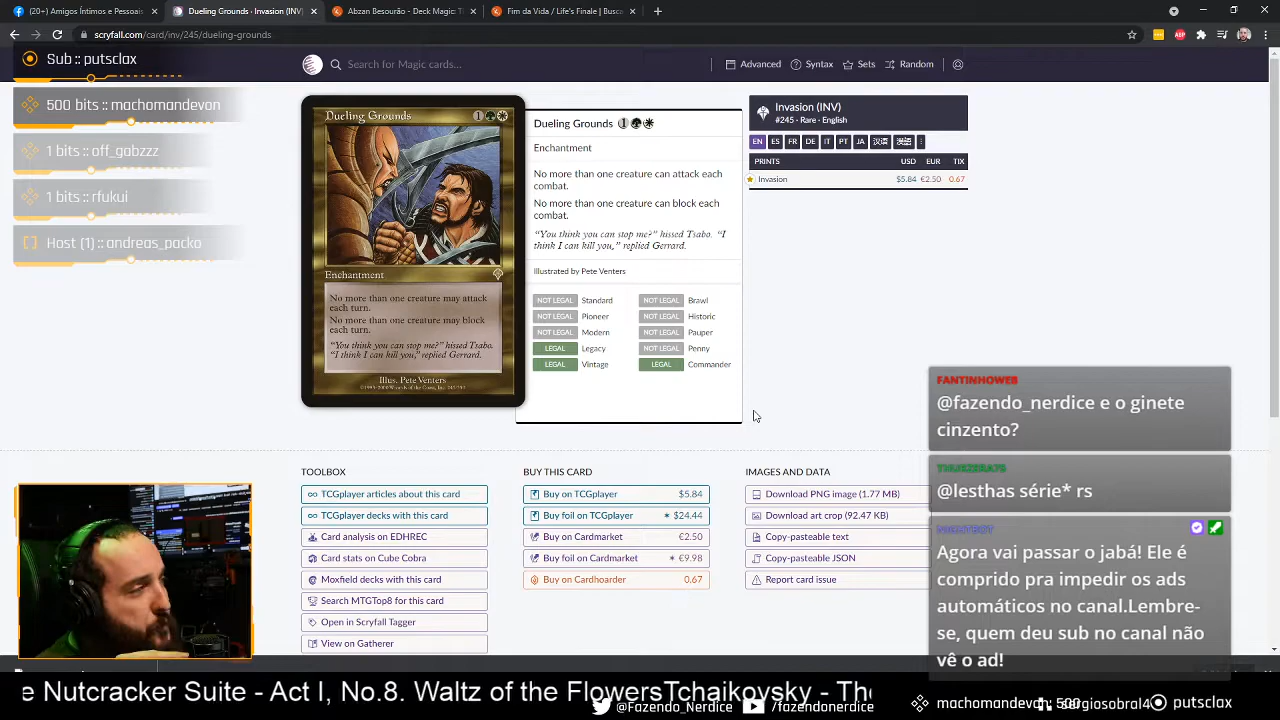 (20+) Amigos Íntimos e Pessoais
Dueling Grounds · Invasion (INV)
Abzan Besourão - Deck Magic: T
Fim da Vida / Life's Finale | Busc
scryfall.com/card/inv/245/dueling-grounds
Sub :: putsclax
500 bits :: machomandevon
1 bits :: off_gabzzz
1 bits :: rfukui
Host (1) :: andreas_packo
Search for Magic cards...
Advanced
Syntax
Sets
Random
Dueling Grounds
Enchantment
No more than one creature may attack
each turn.
No more than one creature may block
each turn.
"You think you can stop me?" hissed Tsabo.
"I think I can kill you," replied Gerrard.
Illus. Pete Venters
Dueling Grounds
Enchantment
No more than one creature can attack each
combat.
No more than one creature can block each
combat.
"You think you can stop me?" hissed Tsabo. "I
think I can kill you," replied Gerrard.
Illustrated by Pete Venters
NOT LEGAL Standard NOT LEGAL Brawl
NOT LEGAL Pioneer NOT LEGAL Historic
NOT LEGAL Modern NOT LEGAL Pauper
LEGAL Legacy NOT LEGAL Penny
LEGAL Vintage LEGAL Commander
Invasion (INV)
#245 · Rare · English
EN ES FR DE IT PT JA 汉语 漢語
PRINTS USD EUR TIX
Invasion $5.84 €2.50 0.67
TOOLBOX
TCGplayer articles about this card
TCGplayer decks with this card
Card analysis on EDHREC
Card stats on Cube Cobra
Moxfield decks with this card
Search MTGTop8 for this card
Open in Scryfall Tagger
View on Gatherer
BUY THIS CARD
Buy on TCGplayer $5.84
Buy foil on TCGplayer ✶ $24.44
Buy on Cardmarket €2.50
Buy foil on Cardmarket ✶ €9.98
Buy on Cardhoarder 0.67
IMAGES AND DATA
Download PNG image (1.77 MB)
Download art crop (92.47 KB)
Copy-pasteable text
Copy-pasteable JSON
Report card issue
FANTINHOWEB
@fazendo_nerdice e o ginete
cinzento?
@lesthas série* rs
NIGHTBOT
Agora vai passar o jabá! Ele é
comprido pra impedir os ads
automáticos no canal.Lembre-
se, quem deu sub no canal não
vê o ad!
e Nutcracker Suite - Act I, No.8. Waltz of the FlowersTchaikovsky - The
@Fazendo_Nerdice
/fazendonerdice
machomandevon: 500
sergiosobral4
putsclax